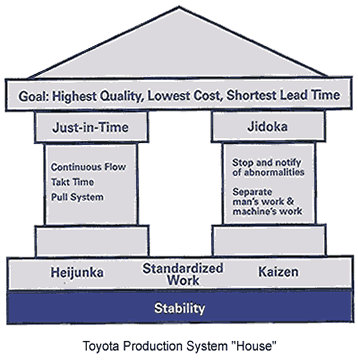 Goal: Highest Quality, Lowest Cost, Shortest Lead Time
Just-in-Time
Jidoka
Continuous Flow
Takt Time
Pull System
Stop and notify
of abnormalities
Separate
man's work &
machine's work
Heijunka
Standardized
Work
Kaizen
Stability
Toyota Production System "House"